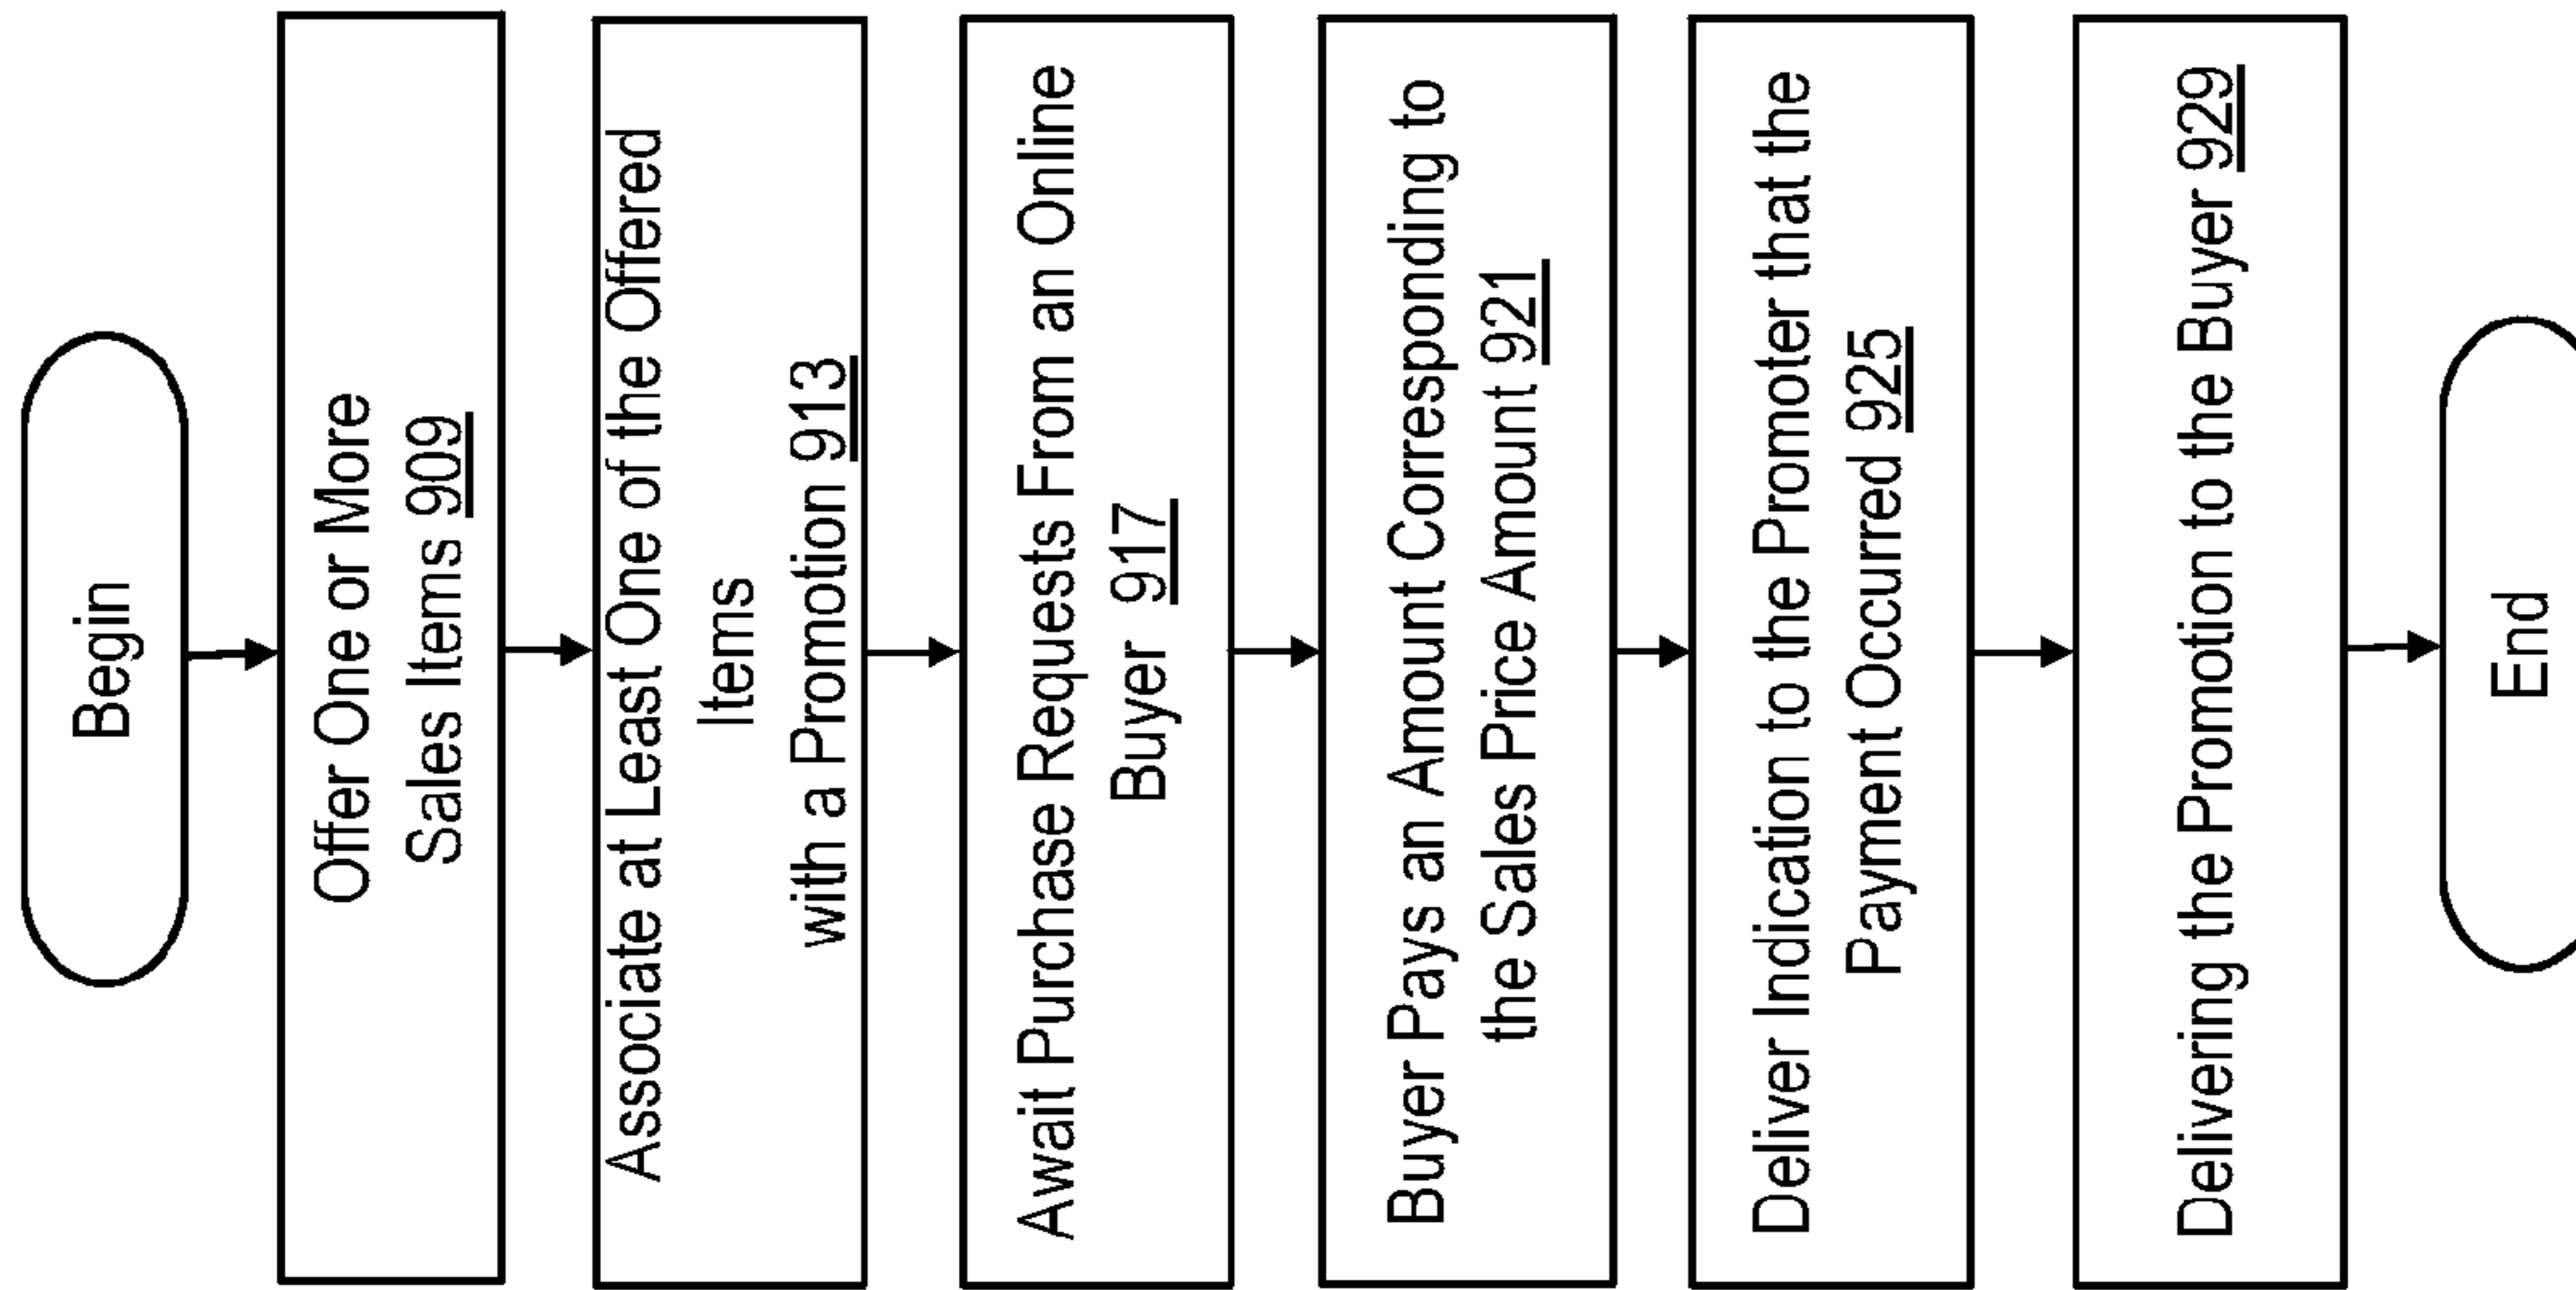 Begin
Offer One or More
Sales Items 909
Associate at Least One of the Offered
Items
with a Promotion 913
Await Purchase Requests From an Online
Buyer 917
Buyer Pays an Amount Corresponding to
the Sales Price Amount 921
Deliver Indication to the Promoter that the
Payment Occurred 925
Delivering the Promotion to the Buyer 929
End